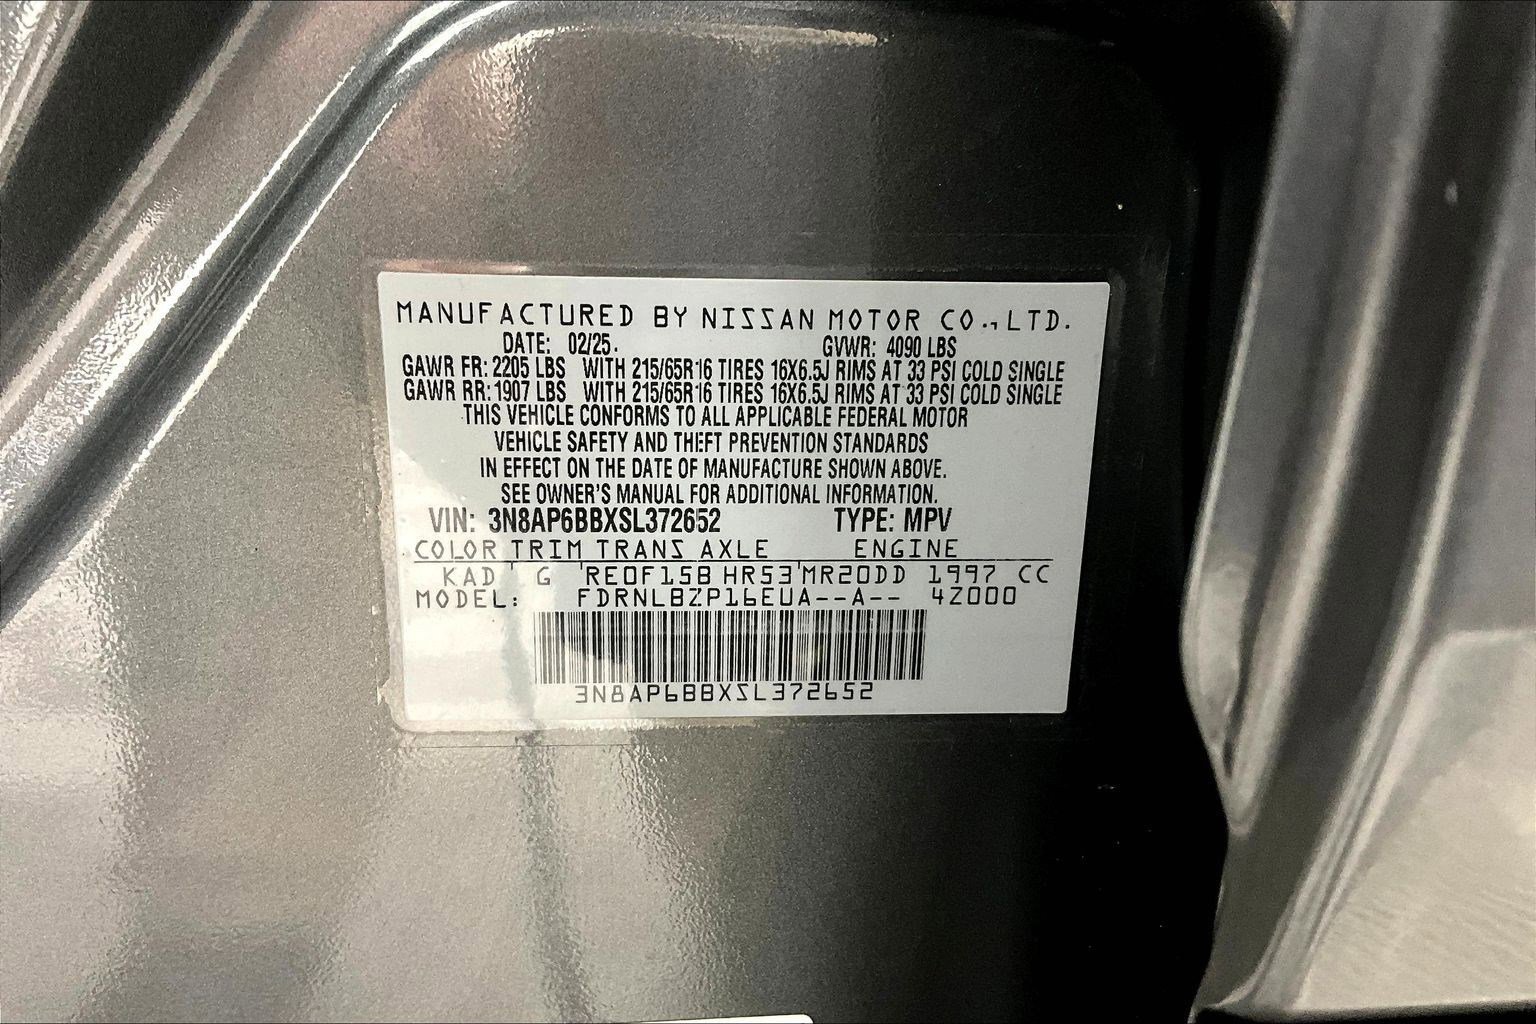 MANUFACTURED BY NISSAN MOTOR CO., LTD.
DATE: 02/25. GVWR: 4090 LBS
GAWR FR: 2205 LBS WITH 215/65R16 TIRES 16X6.5J RIMS AT 33 PSI COLD SINGLE
GAWR RR: 1907 LBS WITH 215/65R16 TIRES 16X6.5J RIMS AT 33 PSI COLD SINGLE
THIS VEHICLE CONFORMS TO ALL APPLICABLE FEDERAL MOTOR
VEHICLE SAFETY AND THEFT PREVENTION STANDARDS
IN EFFECT ON THE DATE OF MANUFACTURE SHOWN ABOVE.
SEE OWNER'S MANUAL FOR ADDITIONAL INFORMATION.
VIN: 3N8AP6BBXSL372652 TYPE: MPV
COLOR TRIM TRANS AXLE ENGINE
KAD G RE0F15B HR53 MR20DD 1997 CC
MODEL: FDRNLBZP16EUA--A-- 4Z000
3N8AP6BBXSL372652